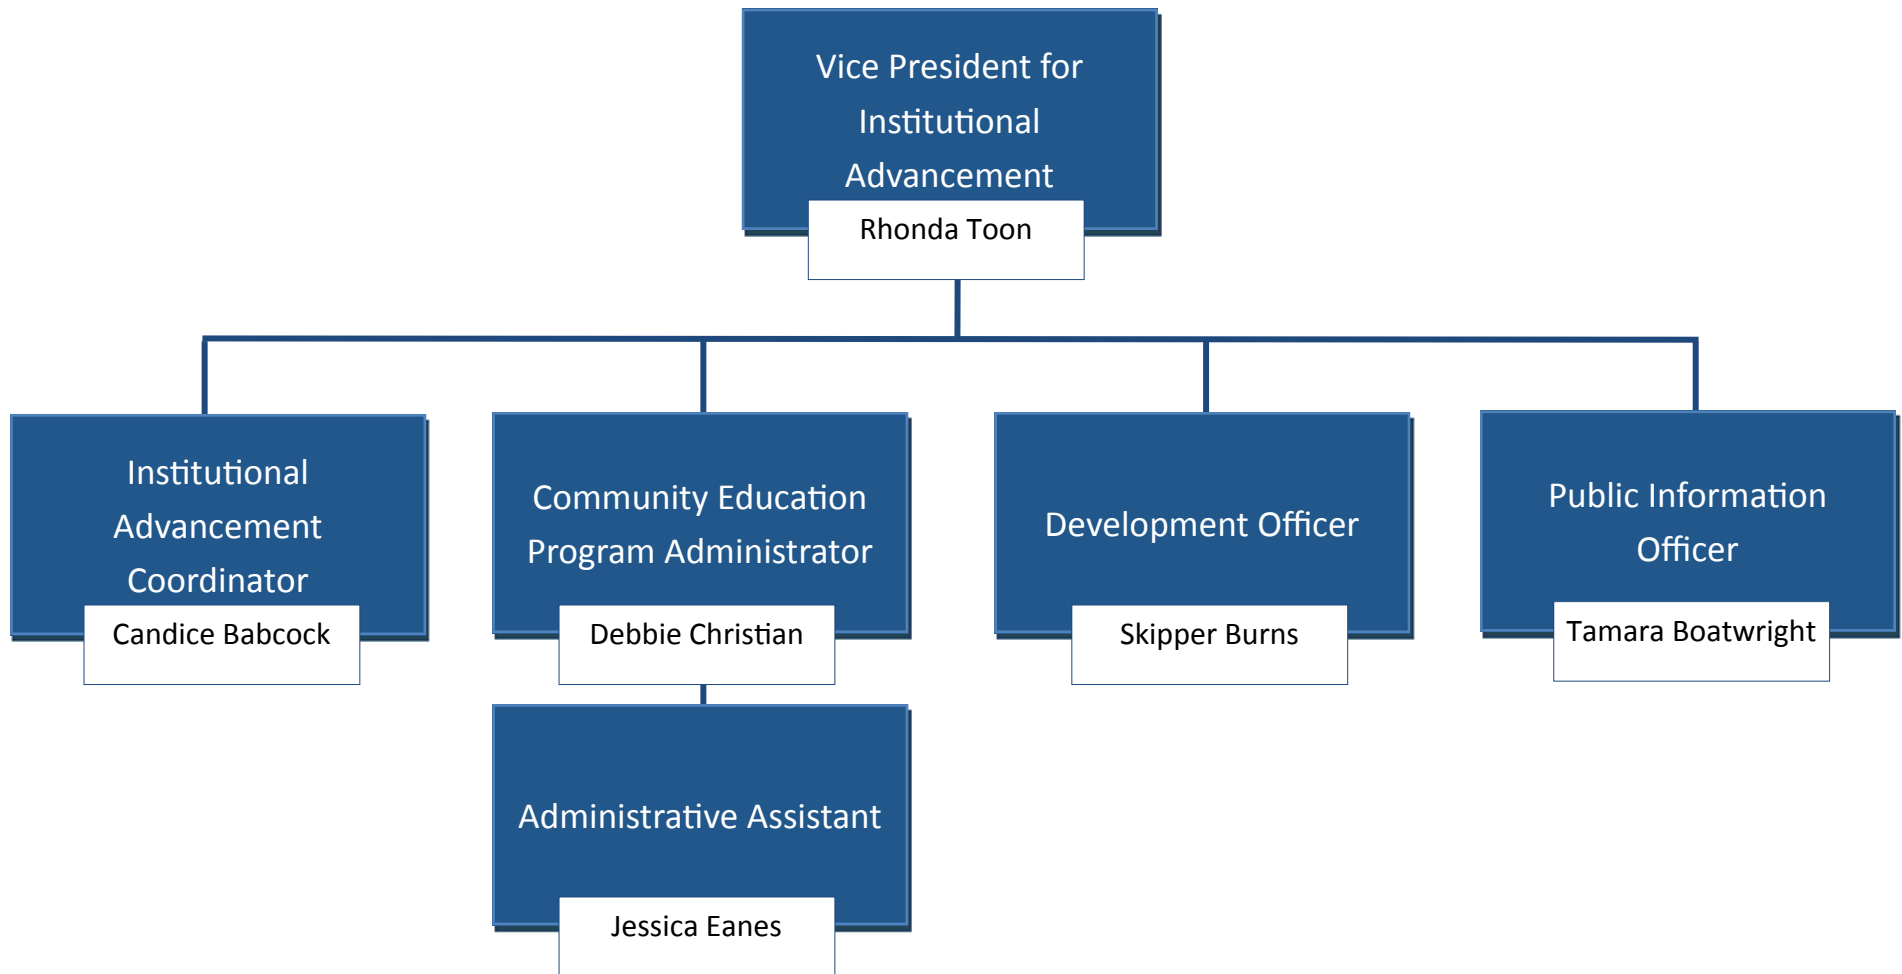 Vice President for
Institutional
Advancement
Rhonda Toon
Institutional
Advancement
Coordinator
Candice Babcock
Community Education
Program Administrator
Debbie Christian
Development Officer
Skipper Burns
Public Information
Officer
Tamara Boatwright
Administrative Assistant
Jessica Eanes